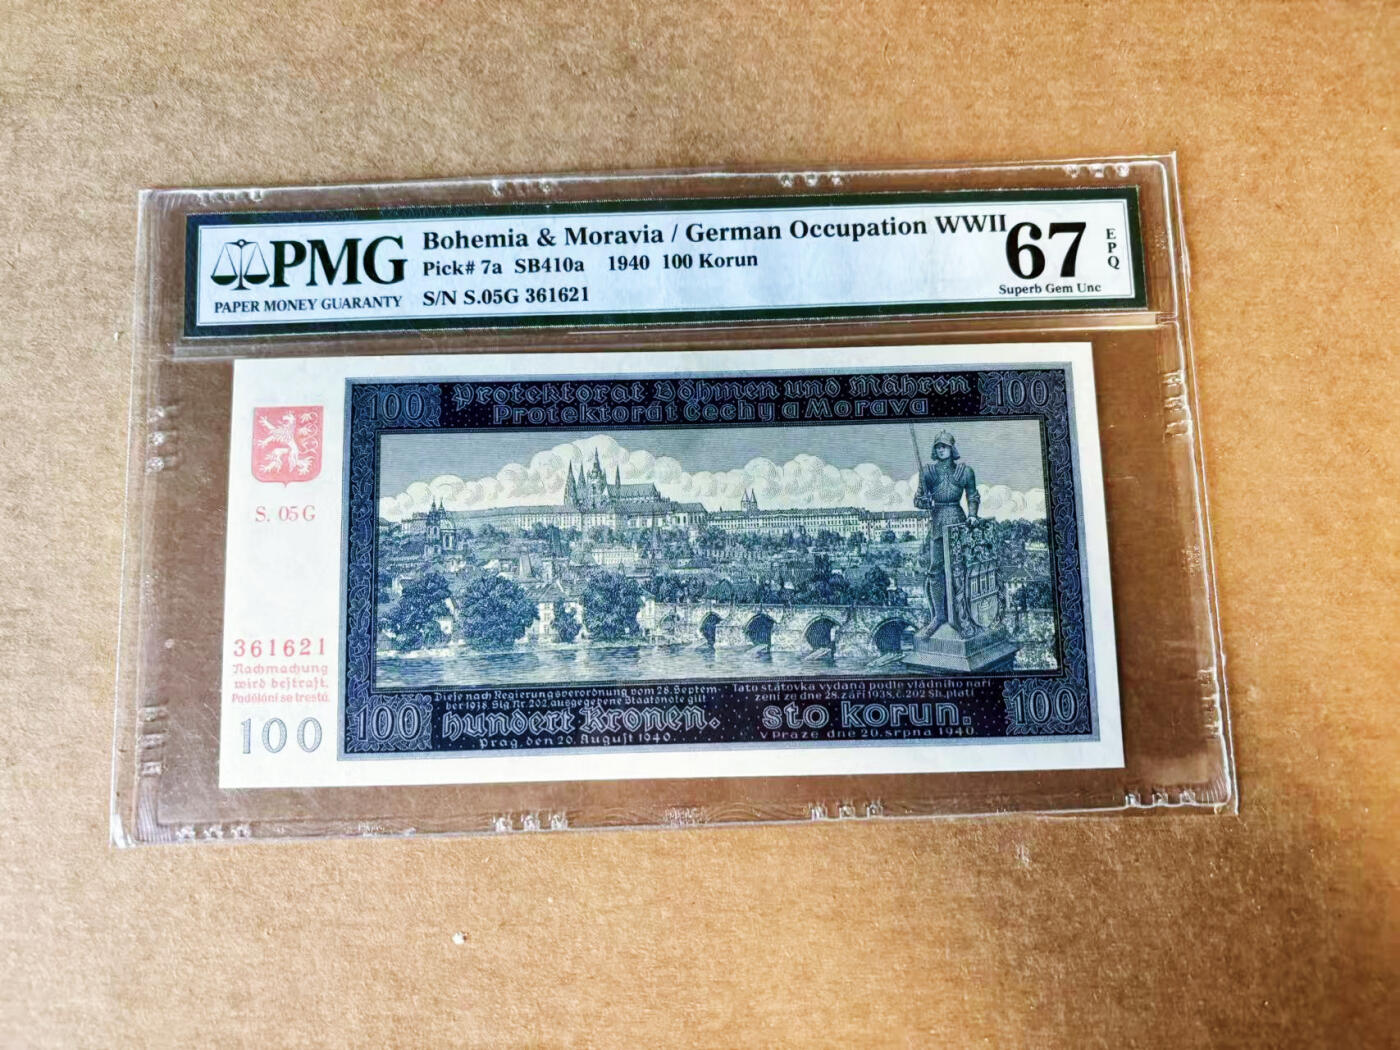 PMG
PAPER MONEY GUARANTY
Bohemia & Moravia / German Occupation WWII
Pick# 7a SB410a 1940 100 Korun
S/N S.05G 361621
67
EPQ
Superb Gem Unc
100 Protektorat Böhmen und Mähren 100
Protektorát Čechy a Morava
S. 05 G
361621
Nachmachung
wird bestraft.
Padělání se trestá.
100
100
Diese nach Regierungsverordnung vom 28. Septem-
ber 1938, Slg. Nr. 202, ausgegebene Staatsnote gilt
hundert Kronen.
Prag, den 20. August 1940.
Tato státovka vydaná podle vládního naří-
zení ze dne 28. září 1938, č. 202 Sb., platí
sto korun.
V Praze dne 20. srpna 1940.
100